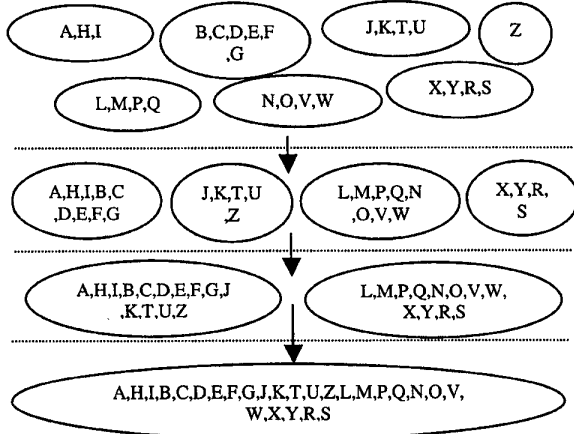 A,H,I
B,C,D,E,F
,G
J,K,T,U
Z
L,M,P,Q
N,O,V,W
X,Y,R,S
A,H,I,B,C
,D,E,F,G
J,K,T,U
,Z
L,M,P,Q,N
,O,V,W
X,Y,R,
S
A,H,I,B,C,D,E,F,G,J
,K,T,U,Z
L,M,P,Q,N,O,V,W,
X,Y,R,S
A,H,I,B,C,D,E,F,G,J,K,T,U,Z,L,M,P,Q,N,O,V,
W,X,Y,R,S